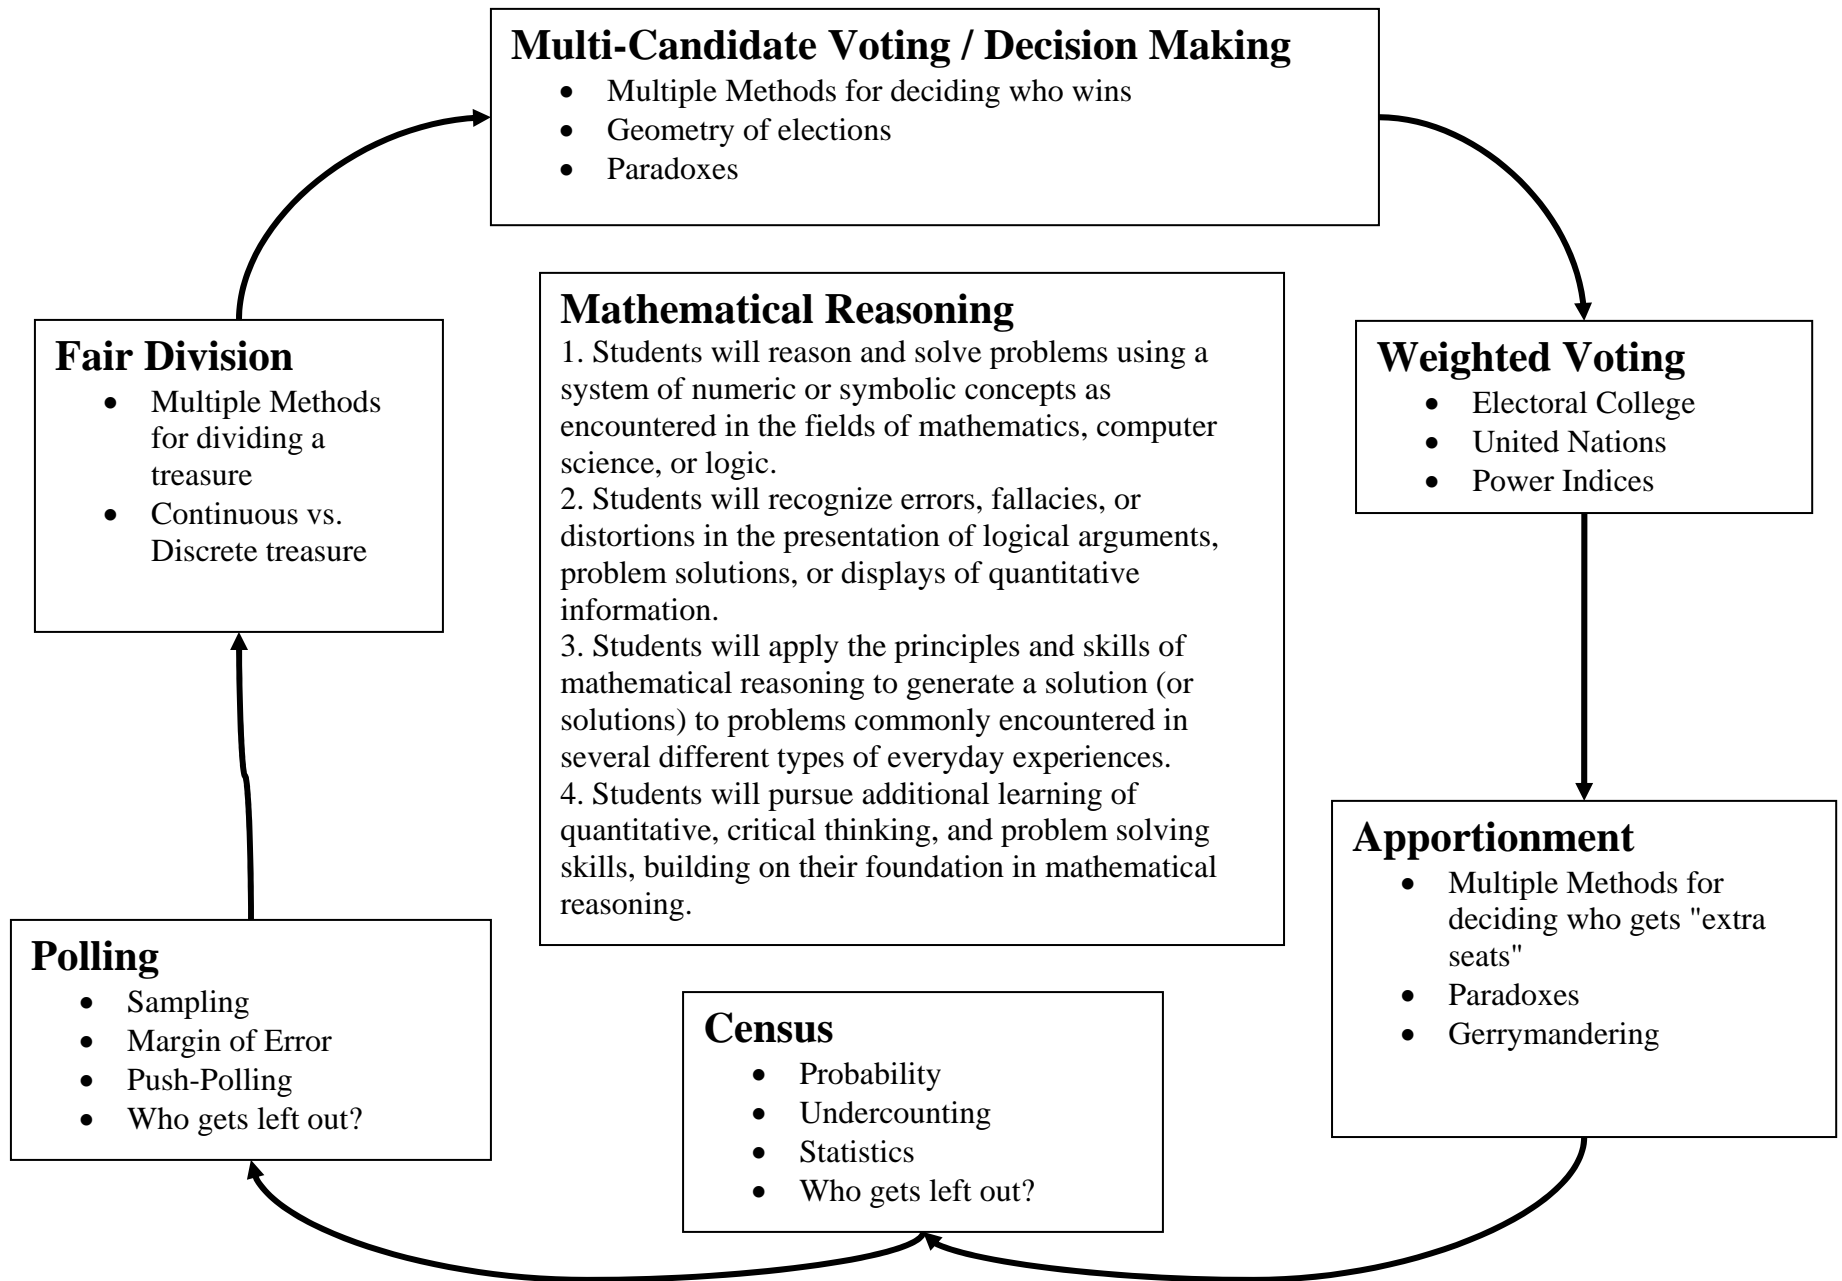 Multi-Candidate Voting / Decision Making
• Multiple Methods for deciding who wins
• Geometry of elections
• Paradoxes
Fair Division
• Multiple Methods
for dividing a
treasure
• Continuous vs.
Discrete treasure
Mathematical Reasoning
1. Students will reason and solve problems using a
system of numeric or symbolic concepts as
encountered in the fields of mathematics, computer
science, or logic.
2. Students will recognize errors, fallacies, or
distortions in the presentation of logical arguments,
problem solutions, or displays of quantitative
information.
3. Students will apply the principles and skills of
mathematical reasoning to generate a solution (or
solutions) to problems commonly encountered in
several different types of everyday experiences.
4. Students will pursue additional learning of
quantitative, critical thinking, and problem solving
skills, building on their foundation in mathematical
reasoning.
Weighted Voting
• Electoral College
• United Nations
• Power Indices
Apportionment
• Multiple Methods for
deciding who gets "extra
seats"
• Paradoxes
• Gerrymandering
Polling
• Sampling
• Margin of Error
• Push-Polling
• Who gets left out?
Census
• Probability
• Undercounting
• Statistics
• Who gets left out?